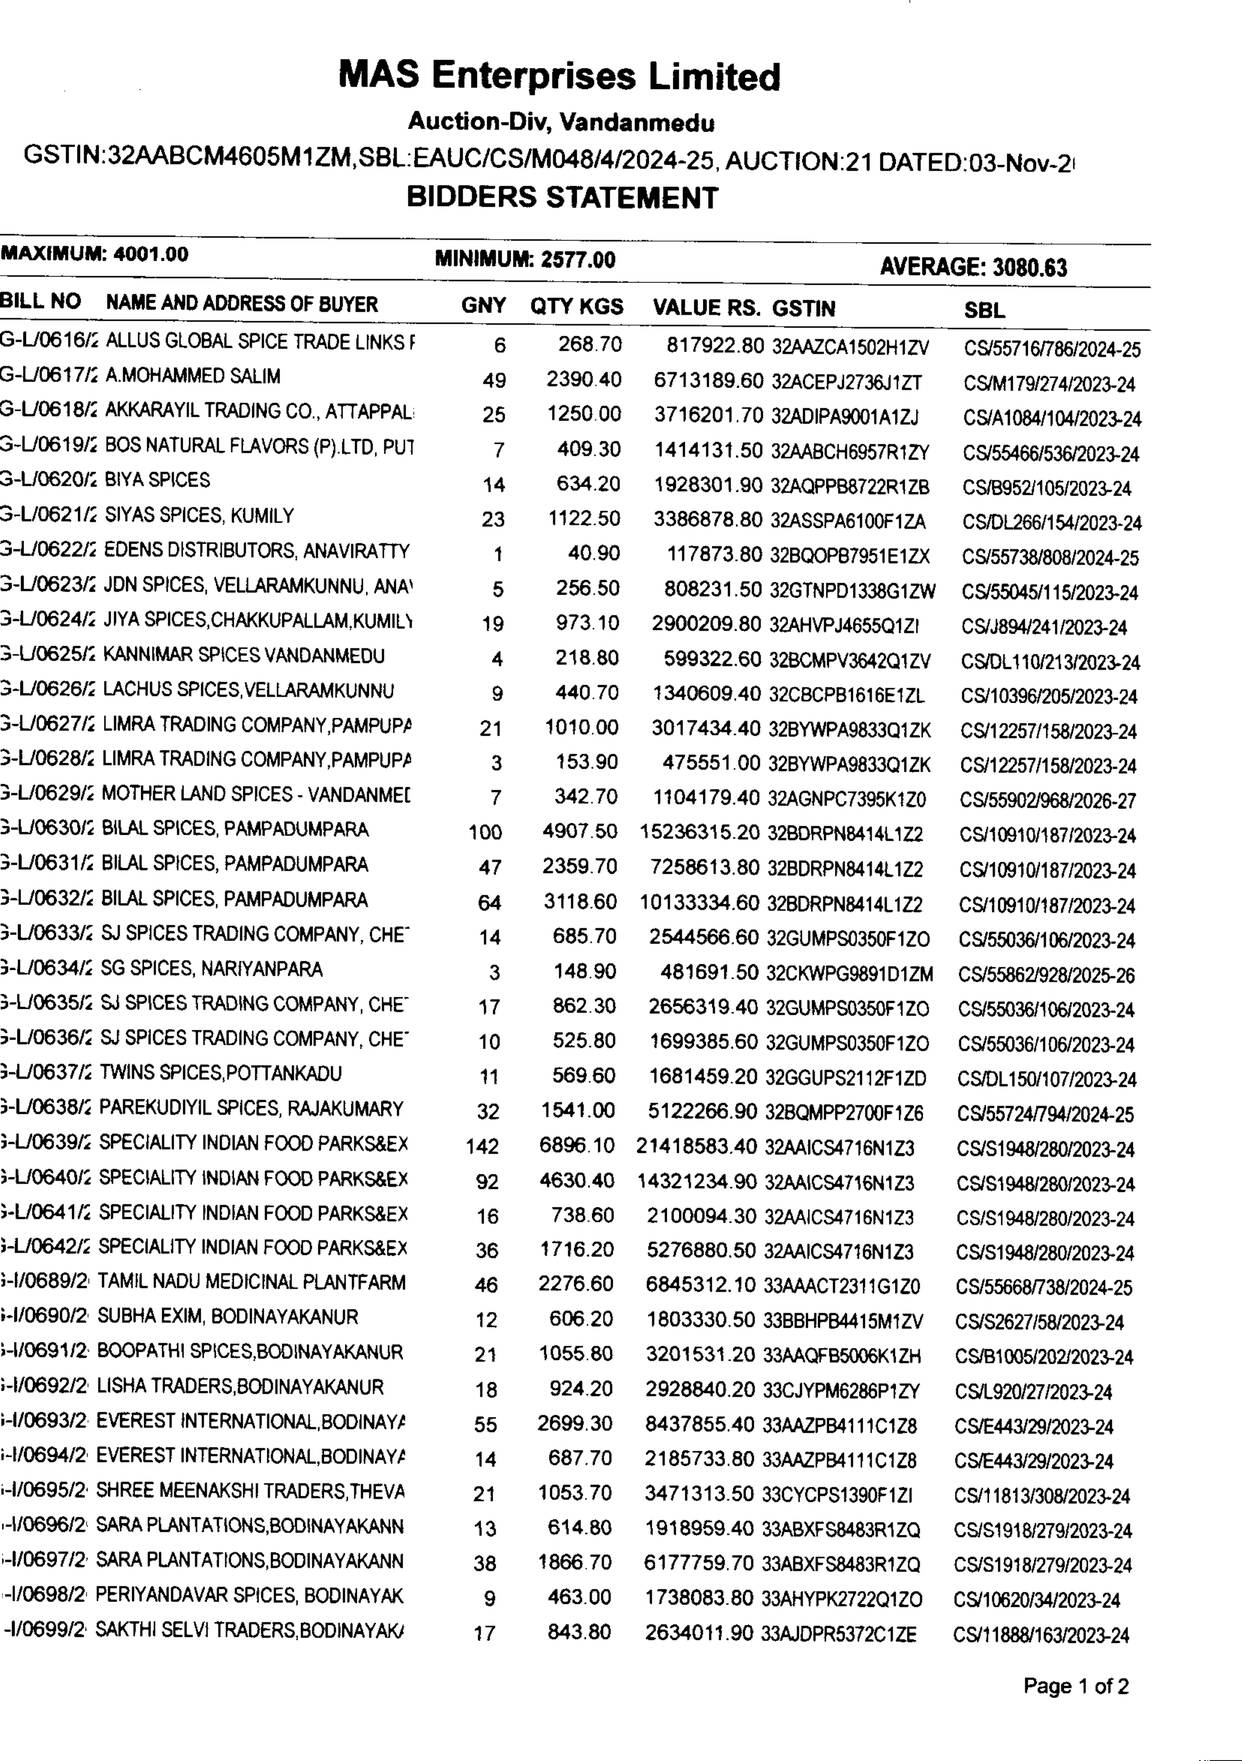 MAS Enterprises Limited
Auction-Div, Vandanmedu
GSTIN:32AABCM4605M1ZM,SBL:EAUC/CS/M048/4/2024-25, AUCTION:21 DATED:03-Nov-2
BIDDERS STATEMENT
MAXIMUM: 4001.00 MINIMUM: 2577.00 AVERAGE: 3080.63
BILL NO NAME AND ADDRESS OF BUYER GNY QTY KGS VALUE RS. GSTIN SBL
G-L/0616/2 ALLUS GLOBAL SPICE TRADE LINKS 6 268.70 817922.80 32AAZCA1502H1ZV CS/55716/786/2024-25
G-L/0617/2 A.MOHAMMED SALIM 49 2390.40 6713189.60 32ACEPJ2736J1ZT CS/M179/274/2023-24
G-L/0618/2 AKKARAYIL TRADING CO., ATTAPPAL 25 1250.00 3716201.70 32ADIPA9001A1ZJ CS/A1084/104/2023-24
G-L/0619/2 BOS NATURAL FLAVORS (P).LTD, PUT 7 409.30 1414131.50 32AABCH6957R1ZY CS/55466/536/2023-24
G-L/0620/2 BIYA SPICES 14 634.20 1928301.90 32AQPPB8722R1ZB CS/B952/105/2023-24
G-L/0621/2 SIYAS SPICES, KUMILY 23 1122.50 3386878.80 32ASSPA6100F1ZA CS/DL266/154/2023-24
G-L/0622/2 EDENS DISTRIBUTORS, ANAVIRATTY 1 40.90 117873.80 32BQOPB7951E1ZX CS/55738/808/2024-25
G-L/0623/2 JDN SPICES, VELLARAMKUNNU, ANA 5 256.50 808231.50 32GTNPD1338G1ZW CS/55045/115/2023-24
G-L/0624/2 JIYA SPICES,CHAKKUPALLAM,KUMILY 19 973.10 2900209.80 32AHVPJ4655Q1ZI CS/J894/241/2023-24
G-L/0625/2 KANNIMAR SPICES VANDANMEDU 4 218.80 599322.60 32BCMPV3642Q1ZV CS/DL110/213/2023-24
G-L/0626/2 LACHUS SPICES,VELLARAMKUNNU 9 440.70 1340609.40 32CBCPB1616E1ZL CS/10396/205/2023-24
G-L/0627/2 LIMRA TRADING COMPANY,PAMPUPA 21 1010.00 3017434.40 32BYWPA9833Q1ZK CS/12257/158/2023-24
G-L/0628/2 LIMRA TRADING COMPANY,PAMPUPA 3 153.90 475551.00 32BYWPA9833Q1ZK CS/12257/158/2023-24
G-L/0629/2 MOTHER LAND SPICES - VANDANMED 7 342.70 1104179.40 32AGNPC7395K1Z0 CS/55902/968/2026-27
G-L/0630/2 BILAL SPICES, PAMPADUMPARA 100 4907.50 15236315.20 32BDRPN8414L1Z2 CS/10910/187/2023-24
G-L/0631/2 BILAL SPICES, PAMPADUMPARA 47 2359.70 7258613.80 32BDRPN8414L1Z2 CS/10910/187/2023-24
G-L/0632/2 BILAL SPICES, PAMPADUMPARA 64 3118.60 10133334.60 32BDRPN8414L1Z2 CS/10910/187/2023-24
G-L/0633/2 SJ SPICES TRADING COMPANY, CHE 14 685.70 2544566.60 32GUMPS0350F1ZO CS/55036/106/2023-24
G-L/0634/2 SG SPICES, NARIYANPARA 3 148.90 481691.50 32CKWPG9891D1ZM CS/55862/928/2025-26
G-L/0635/2 SJ SPICES TRADING COMPANY, CHE 17 862.30 2656319.40 32GUMPS0350F1ZO CS/55036/106/2023-24
G-L/0636/2 SJ SPICES TRADING COMPANY, CHE 10 525.80 1699385.60 32GUMPS0350F1ZO CS/55036/106/2023-24
G-L/0637/2 TWINS SPICES,POTTANKADU 11 569.60 1681459.20 32GGUPS2112F1ZD CS/DL150/107/2023-24
G-L/0638/2 PAREKUDIYIL SPICES, RAJAKUMARY 32 1541.00 5122266.90 32BQMPP2700F1Z6 CS/55724/794/2024-25
G-L/0639/2 SPECIALITY INDIAN FOOD PARKS&EX 142 6896.10 21418583.40 32AAICS4716N1Z3 CS/S1948/280/2023-24
G-L/0640/2 SPECIALITY INDIAN FOOD PARKS&EX 92 4630.40 14321234.90 32AAICS4716N1Z3 CS/S1948/280/2023-24
G-L/0641/2 SPECIALITY INDIAN FOOD PARKS&EX 16 738.60 2100094.30 32AAICS4716N1Z3 CS/S1948/280/2023-24
G-L/0642/2 SPECIALITY INDIAN FOOD PARKS&EX 36 1716.20 5276880.50 32AAICS4716N1Z3 CS/S1948/280/2023-24
G-I/0689/2 TAMIL NADU MEDICINAL PLANTFARM 46 2276.60 6845312.10 33AAACT2311G1Z0 CS/55668/738/2024-25
G-I/0690/2 SUBHA EXIM, BODINAYAKANUR 12 606.20 1803330.50 33BBHPB4415M1ZV CS/S2627/58/2023-24
G-I/0691/2 BOOPATHI SPICES,BODINAYAKANUR 21 1055.80 3201531.20 33AAQFB5006K1ZH CS/B1005/202/2023-24
G-I/0692/2 LISHA TRADERS,BODINAYAKANUR 18 924.20 2928840.20 33CJYPM6286P1ZY CS/L920/27/2023-24
G-I/0693/2 EVEREST INTERNATIONAL,BODINAYA 55 2699.30 8437855.40 33AAZPB4111C1Z8 CS/E443/29/2023-24
G-I/0694/2 EVEREST INTERNATIONAL,BODINAYA 14 687.70 2185733.80 33AAZPB4111C1Z8 CS/E443/29/2023-24
-I/0695/2 SHREE MEENAKSHI TRADERS,THEVA 21 1053.70 3471313.50 33CYCPS1390F1ZI CS/11813/308/2023-24
-I/0696/2 SARA PLANTATIONS,BODINAYAKANN 13 614.80 1918959.40 33ABXFS8483R1ZQ CS/S1918/279/2023-24
-I/0697/2 SARA PLANTATIONS,BODINAYAKANN 38 1866.70 6177759.70 33ABXFS8483R1ZQ CS/S1918/279/2023-24
-I/0698/2 PERIYANDAVAR SPICES, BODINAYAK 9 463.00 1738083.80 33AHYPK2722Q1ZO CS/10620/34/2023-24
-I/0699/2 SAKTHI SELVI TRADERS,BODINAYAKA 17 843.80 2634011.90 33AJDPR5372C1ZE CS/11888/163/2023-24
Page 1 of 2